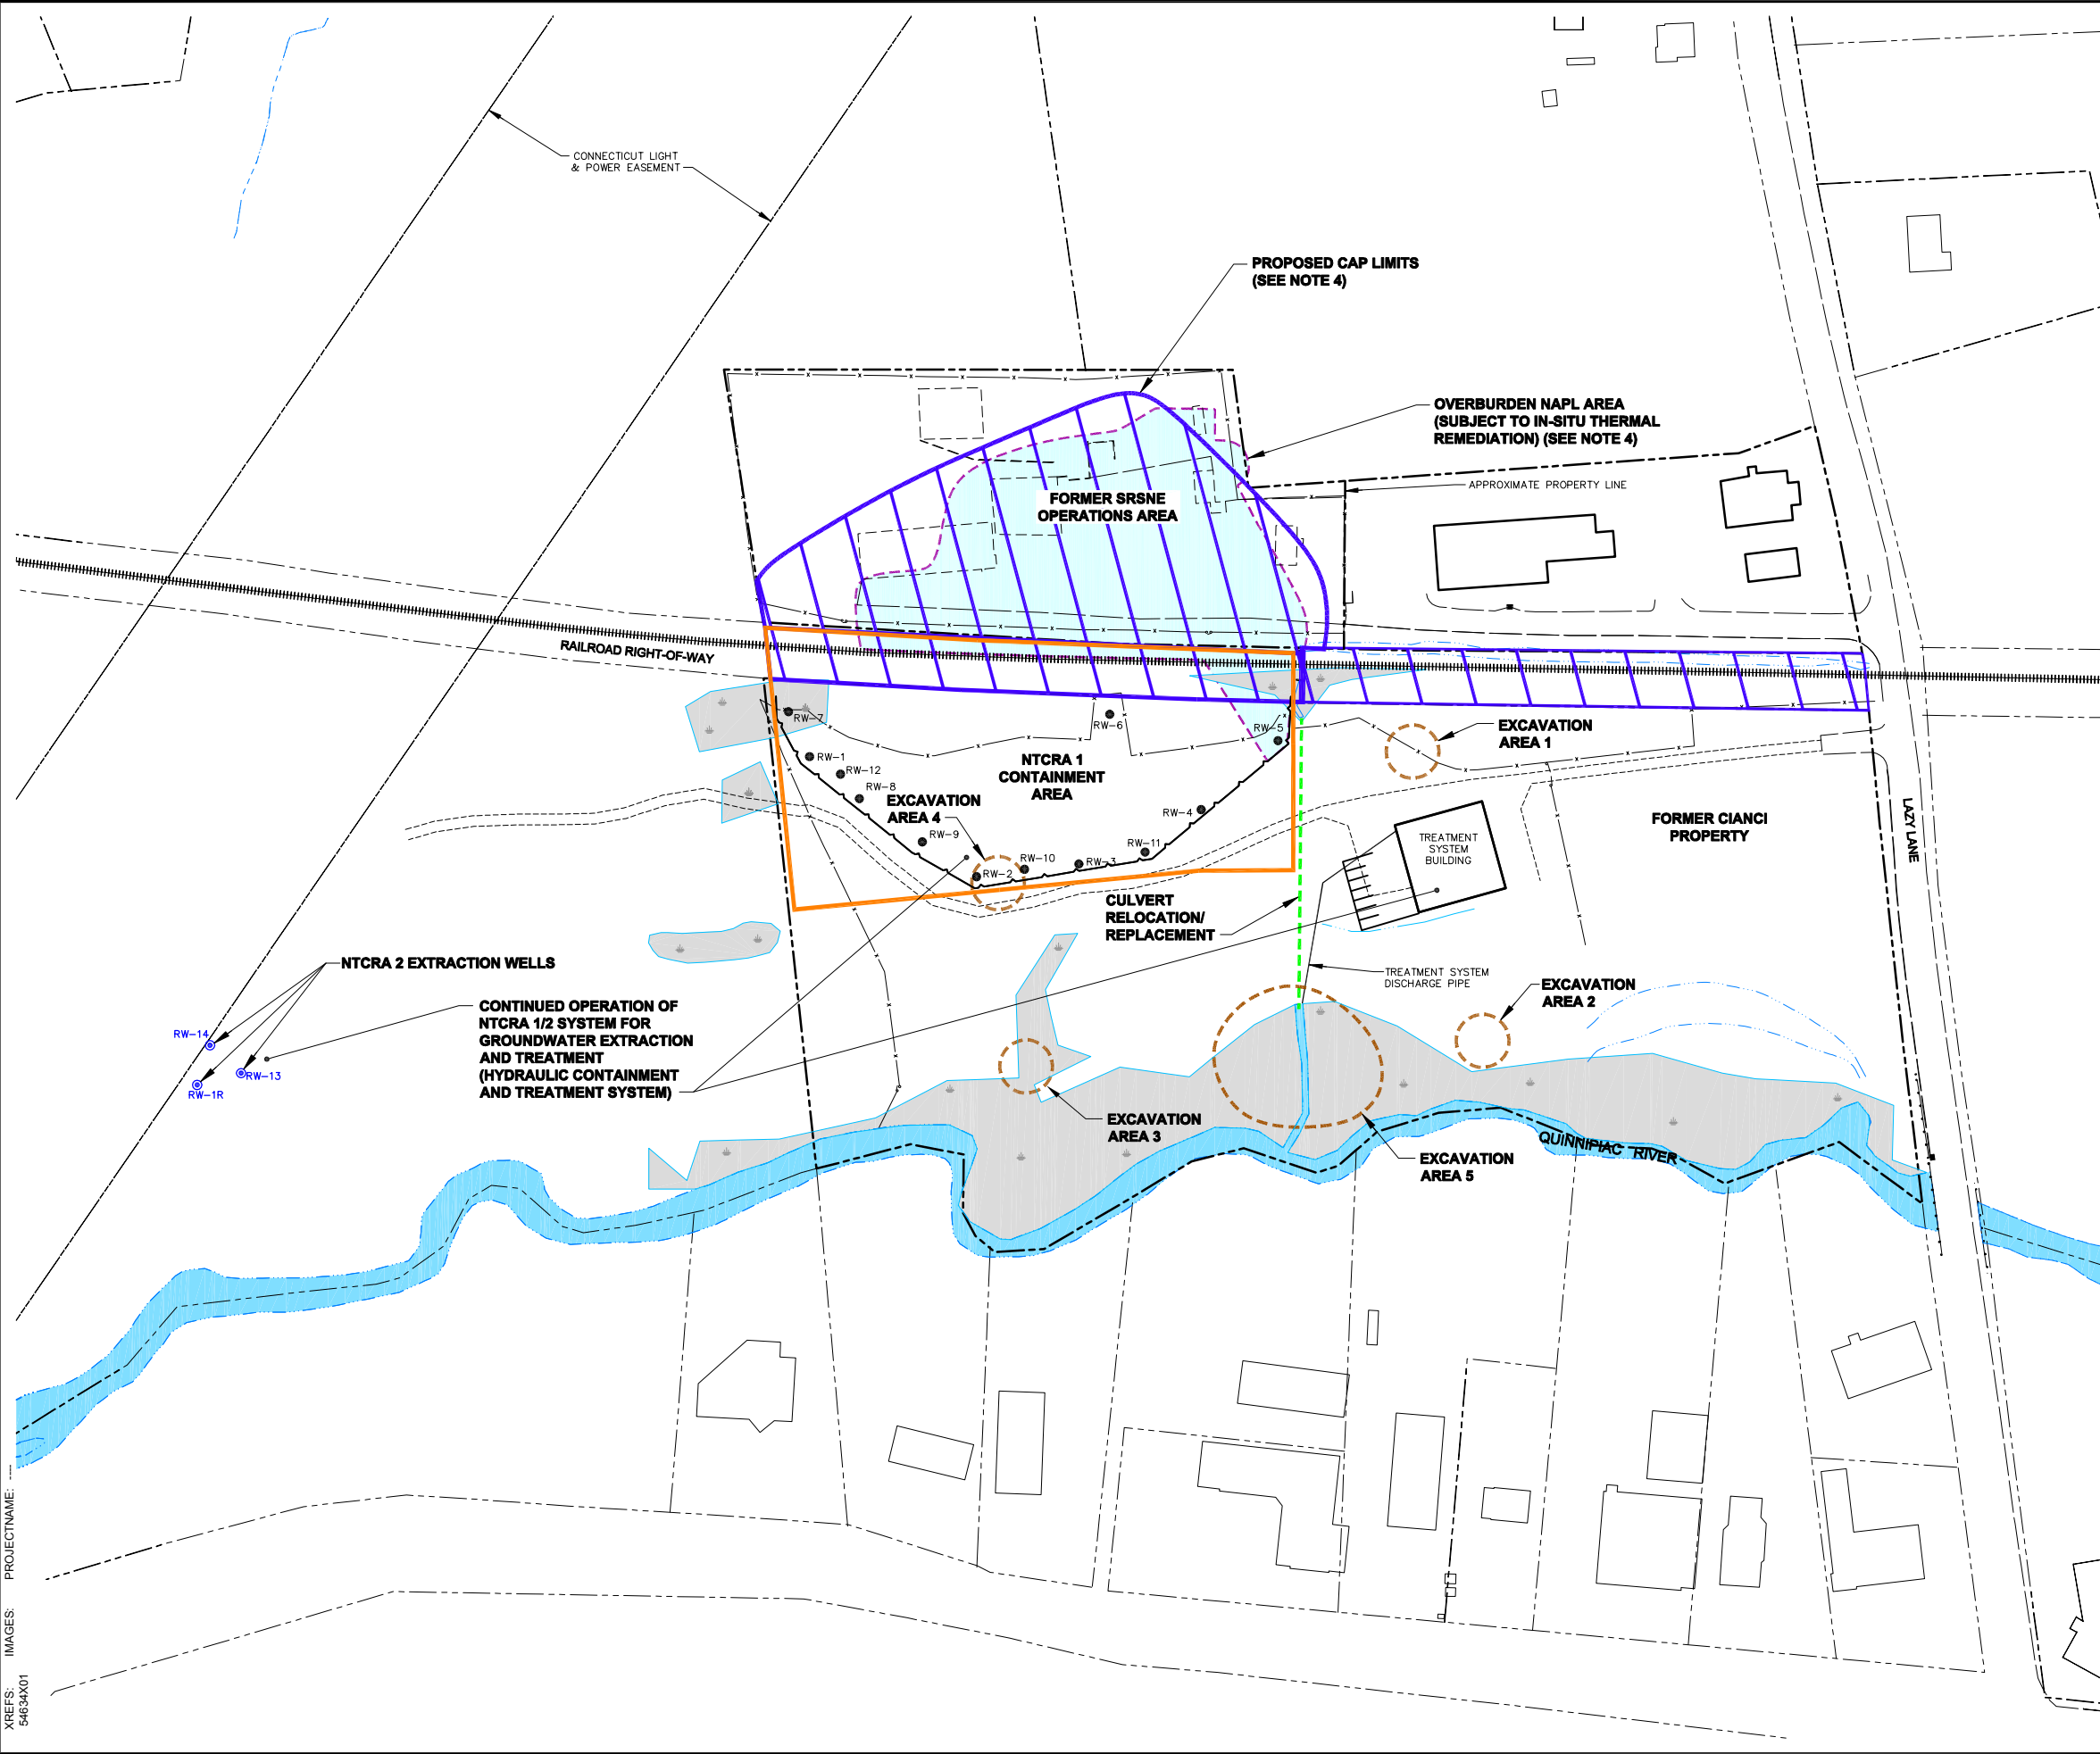 CONNECTICUT LIGHT
& POWER EASEMENT
PROPOSED CAP LIMITS
(SEE NOTE 4)
OVERBURDEN NAPL AREA
(SUBJECT TO IN-SITU THERMAL
REMEDIATION) (SEE NOTE 4)
APPROXIMATE PROPERTY LINE
FORMER SRSNE
OPERATIONS AREA
RAILROAD RIGHT-OF-WAY
RW-7
RW-6
RW-5
EXCAVATION
AREA 1
RW-1
RW-12
RW-8
NTCRA 1
CONTAINMENT
AREA
EXCAVATION
AREA 4
RW-4
RW-9
RW-11
RW-10
RW-3
RW-2
TREATMENT
SYSTEM
BUILDING
FORMER CIANCI
PROPERTY
LAZY LANE
CULVERT
RELOCATION/
REPLACEMENT
NTCRA 2 EXTRACTION WELLS
TREATMENT SYSTEM
DISCHARGE PIPE
EXCAVATION
AREA 2
CONTINUED OPERATION OF
NTCRA 1/2 SYSTEM FOR
GROUNDWATER EXTRACTION
AND TREATMENT
(HYDRAULIC CONTAINMENT
AND TREATMENT SYSTEM)
RW-14
RW-13
RW-1R
EXCAVATION
AREA 3
EXCAVATION
AREA 5
QUINNIPIAC RIVER
XREFS: IMAGES: PROJECTNAME: ----
54634X01